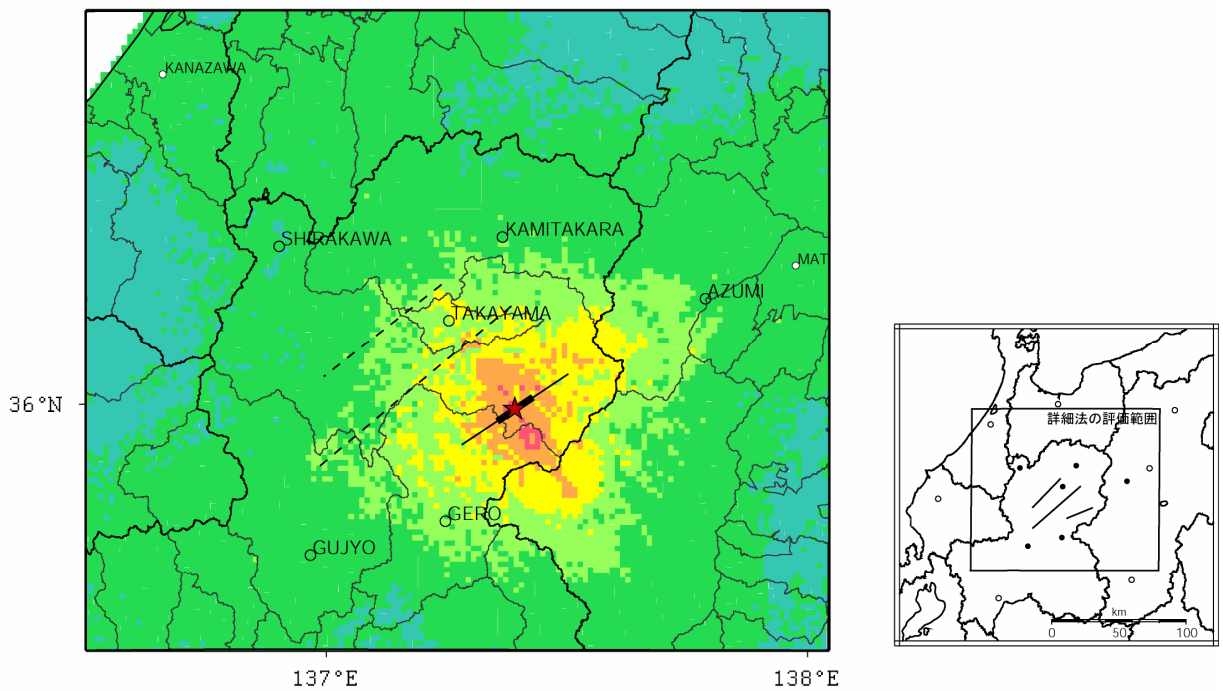 KANAZAWA
SHIRAKAWA
KAMITAKARA
MAT
AZUMI
TAKAYAMA
36°N
GERO
GUJYO
137°E
138°E
詳細法の評価範囲
km
0 50 100